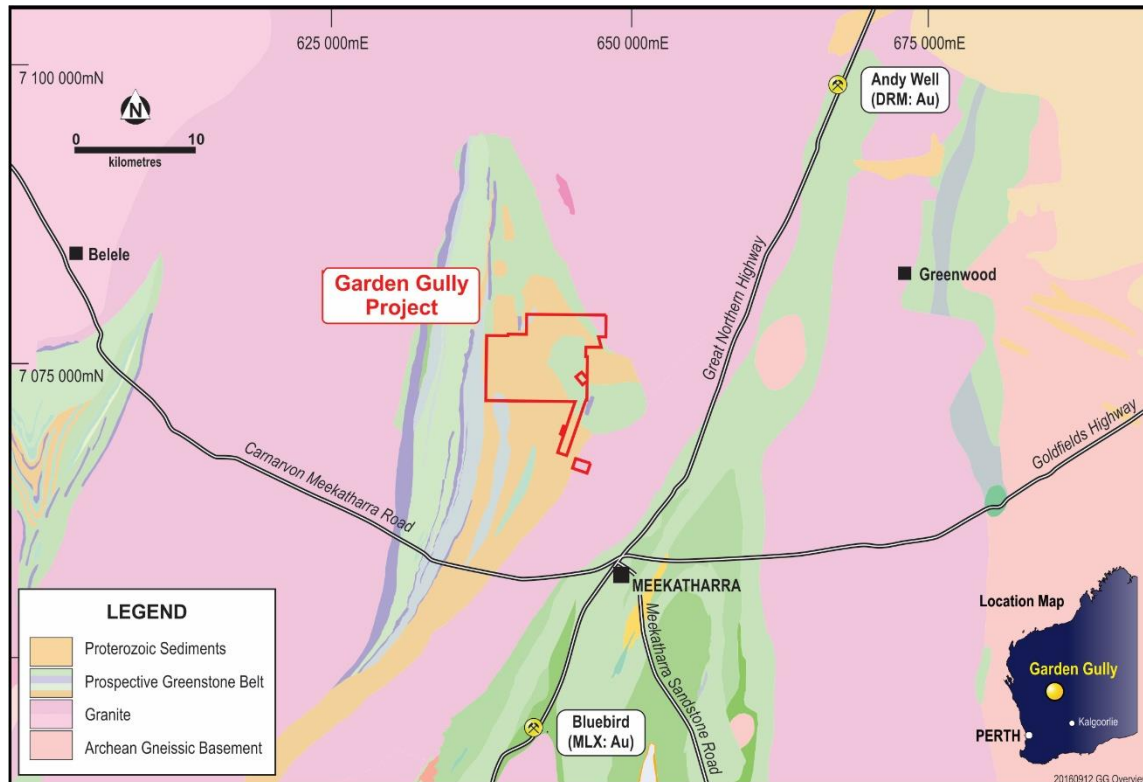 625 000mE
650 000mE
675 000mE
7 100 000mN
N
0
10
kilometres
Andy Well
(DRM: Au)
Belele
Garden Gully
Project
Great Northern Highway
Greenwood
7 075 000mN
Carnarvon Meekatharra Road
Goldfields Highway
MEEKATHARRA
Meekatharra Sandstone Road
Bluebird
(MLX: Au)
LEGEND
Proterozoic Sediments
Prospective Greenstone Belt
Granite
Archean Gneissic Basement
Location Map
Garden Gully
Kalgoorlie
PERTH
20160912 GG Overview